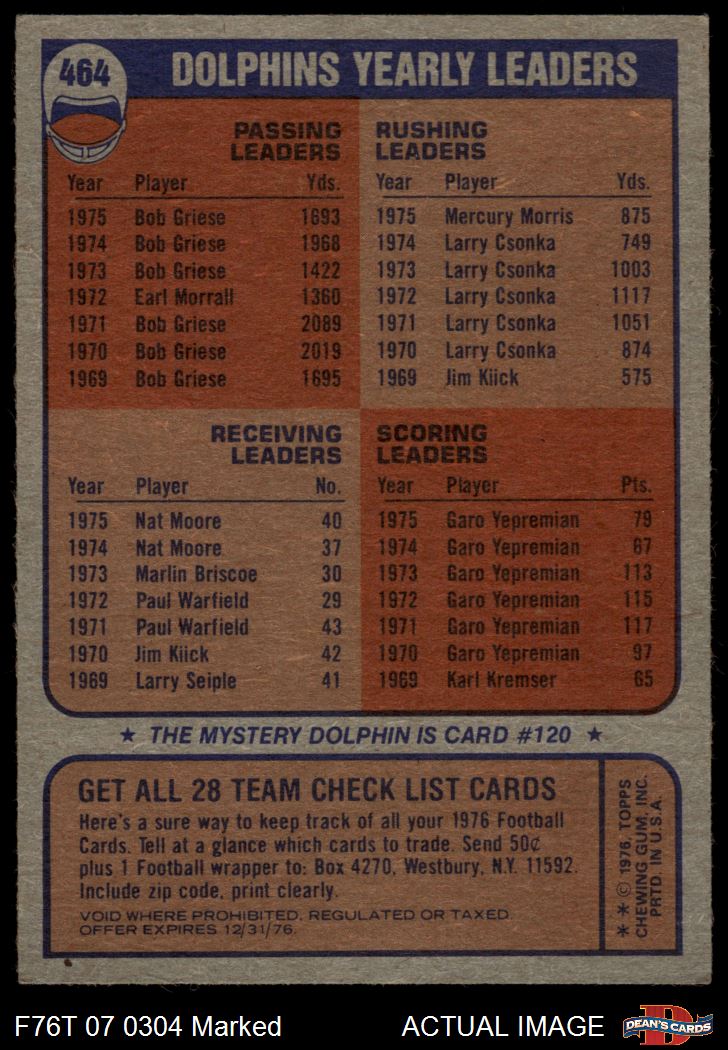 464
DOLPHINS YEARLY LEADERS
PASSING
LEADERS
Year Player Yds.
1975 Bob Griese 1693
1974 Bob Griese 1968
1973 Bob Griese 1422
1972 Earl Morrall 1360
1971 Bob Griese 2089
1970 Bob Griese 2019
1969 Bob Griese 1695
RUSHING
LEADERS
Year Player Yds.
1975 Mercury Morris 875
1974 Larry Csonka 749
1973 Larry Csonka 1003
1972 Larry Csonka 1117
1971 Larry Csonka 1051
1970 Larry Csonka 874
1969 Jim Kiick 575
RECEIVING
LEADERS
Year Player No.
1975 Nat Moore 40
1974 Nat Moore 37
1973 Marlin Briscoe 30
1972 Paul Warfield 29
1971 Paul Warfield 43
1970 Jim Kiick 42
1969 Larry Seiple 41
SCORING
LEADERS
Year Player Pts.
1975 Garo Yepremian 79
1974 Garo Yepremian 67
1973 Garo Yepremian 113
1972 Garo Yepremian 115
1971 Garo Yepremian 117
1970 Garo Yepremian 97
1969 Karl Kremser 65
★ THE MYSTERY DOLPHIN IS CARD #120 ★
GET ALL 28 TEAM CHECK LIST CARDS
Here's a sure way to keep track of all your 1976 Football
Cards. Tell at a glance which cards to trade. Send 50¢
plus 1 Football wrapper to: Box 4270, Westbury, N.Y. 11592.
Include zip code, print clearly.
VOID WHERE PROHIBITED, REGULATED OR TAXED.
OFFER EXPIRES 12/31/76.
* * © 1976, TOPPS
CHEWING GUM, INC.
PRTD. IN U.S.A.
F76T 07 0304 Marked
ACTUAL IMAGE
D
DEAN'S CARDS